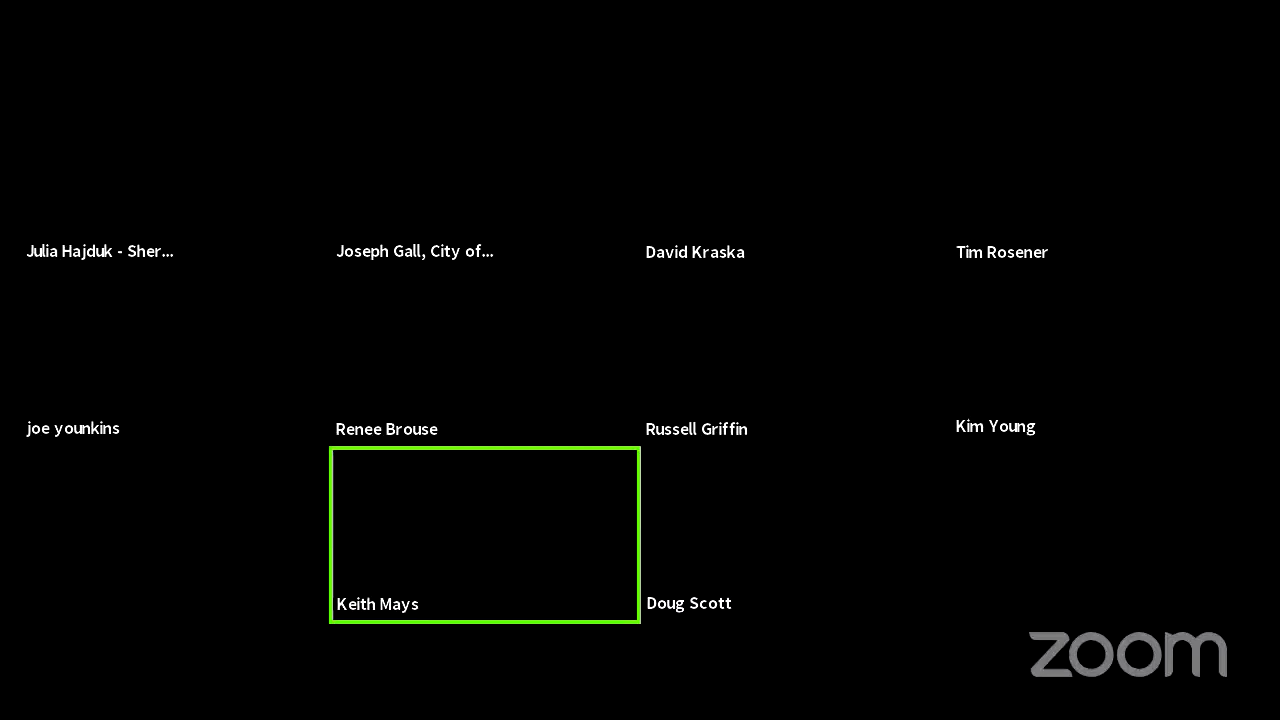 Julia Hajduk - Sher...
Joseph Gall, City of...
David Kraska
Tim Rosener
joe younkins
Renee Brouse
Russell Griffin
Kim Young
Keith Mays
Doug Scott
zoom